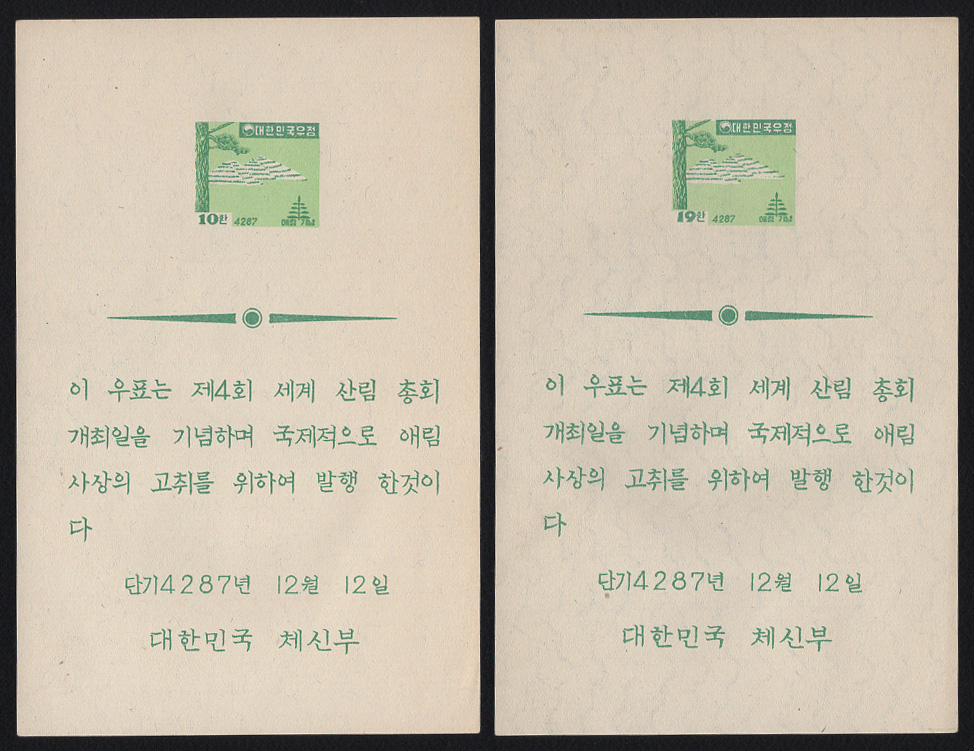 대한민국우정
10환
4287
애림 기념
이 우표는 제4회 세계 산림 총회
개최일을 기념하며 국제적으로 애림
사상의 고취를 위하여 발행 한것이
다
단기4287년 12월 12일
대한민국 체신부
대한민국우정
19환
4287
애림 기념
이 우표는 제4회 세계 산림 총회
개최일을 기념하며 국제적으로 애림
사상의 고취를 위하여 발행 한것이
다
단기4287년 12월 12일
대한민국 체신부